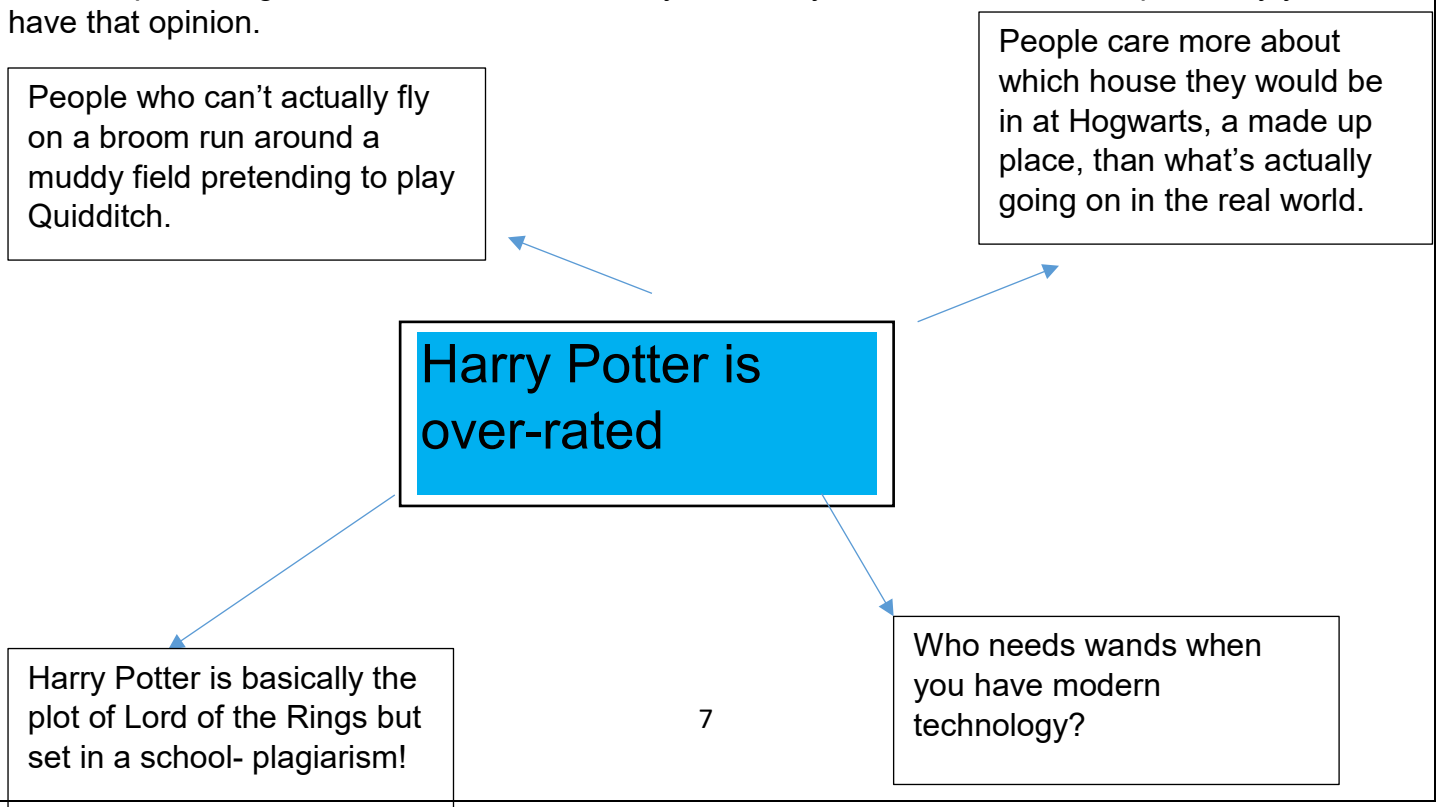 have that opinion.
People who can’t actually fly
on a broom run around a
muddy field pretending to play
Quidditch.
People care more about
which house they would be
in at Hogwarts, a made up
place, than what’s actually
going on in the real world.
Harry Potter is
over-rated
Harry Potter is basically the
plot of Lord of the Rings but
set in a school- plagiarism!
Who needs wands when
you have modern
technology?
7